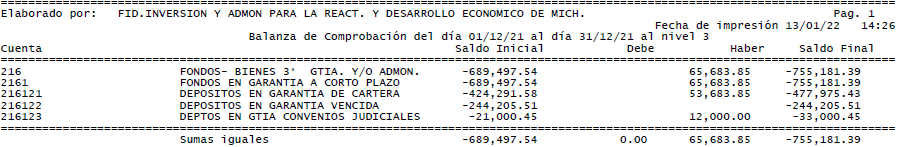 Elaborado por: FID.INVERSION Y ADMON PARA LA REACT. Y DESARROLLO ECONOMICO DE MICH. Pag. 1
Fecha de impresión 13/01/22 14:26
Balanza de Comprobación del día 01/12/21 al día 31/12/21 al nivel 3
Cuenta Saldo Inicial Debe Haber Saldo Final
216 FONDOS- BIENES 3' GTIA. Y/O ADMON. -689,497.54 65,683.85 -755,181.39
2161 FONDOS EN GARANTIA A CORTO PLAZO -689,497.54 65,683.85 -755,181.39
216121 DEPOSITOS EN GARANTIA DE CARTERA -424,291.58 53,683.85 -477,975.43
216122 DEPOSITOS EN GARANTIA VENCIDA -244,205.51 -244,205.51
216123 DEPTOS EN GTIA CONVENIOS JUDICIALES -21,000.45 12,000.00 -33,000.45
Sumas iguales -689,497.54 0.00 65,683.85 -755,181.39